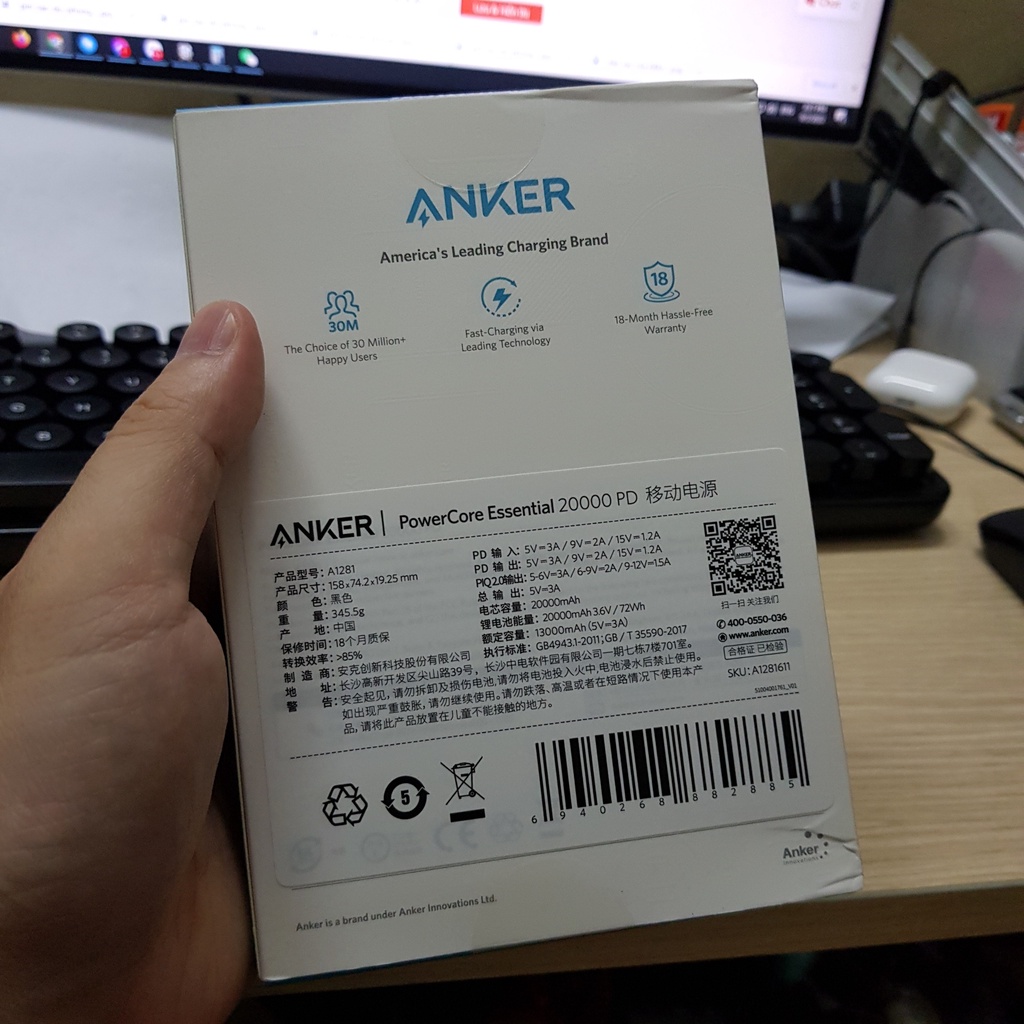 ANKER
America's Leading Charging Brand
30M
18
The Choice of 30 Million+
Happy Users
Fast-Charging via
Leading Technology
18-Month Hassle-Free
Warranty
ANKER | PowerCore Essential 20000 PD 移动电源
产品型号: A1281
产品尺寸: 158x74.2x19.25 mm
颜 色: 黑色
重 量: 345.5g
产 地: 中国
保修时间: 18个月质保
转换效率: >85%
PD 输 入: 5V=3A / 9V=2A / 15V=1.2A
PD 输 出: 5V=3A / 9V=2A / 15V=1.2A
PIQ 2.0输出: 5-6V=3A / 6-9V=2A / 9-12V=1.5A
总 输 出: 5V=3A
电芯容量: 20000mAh
锂电池能量: 20000mAh 3.6V / 72Wh
额定容量: 13000mAh (5V=3A)
执行标准: GB4943.1-2011; GB / T 35590-2017
制 造 商: 安克创新科技股份有限公司
地 址: 长沙高新开发区尖山路39号, 长沙中电软件园有限公司一期七栋7楼701室。
警 告: 安全起见, 请勿拆卸及损伤电池, 请勿将电池投入火中, 电池浸水后禁止使用。
如出现严重鼓胀, 请勿继续使用。请勿跌落、高温或者在短路情况下使用本产
品, 请将此产品放置在儿童不能接触的地方。
ANKER
扫一扫 关注我们
400-0550-036
www.anker.com
合格证 已检验
SKU: A1281611
5
6 940268 882885
Anker
Innovations
Anker is a brand under Anker Innovations Ltd.